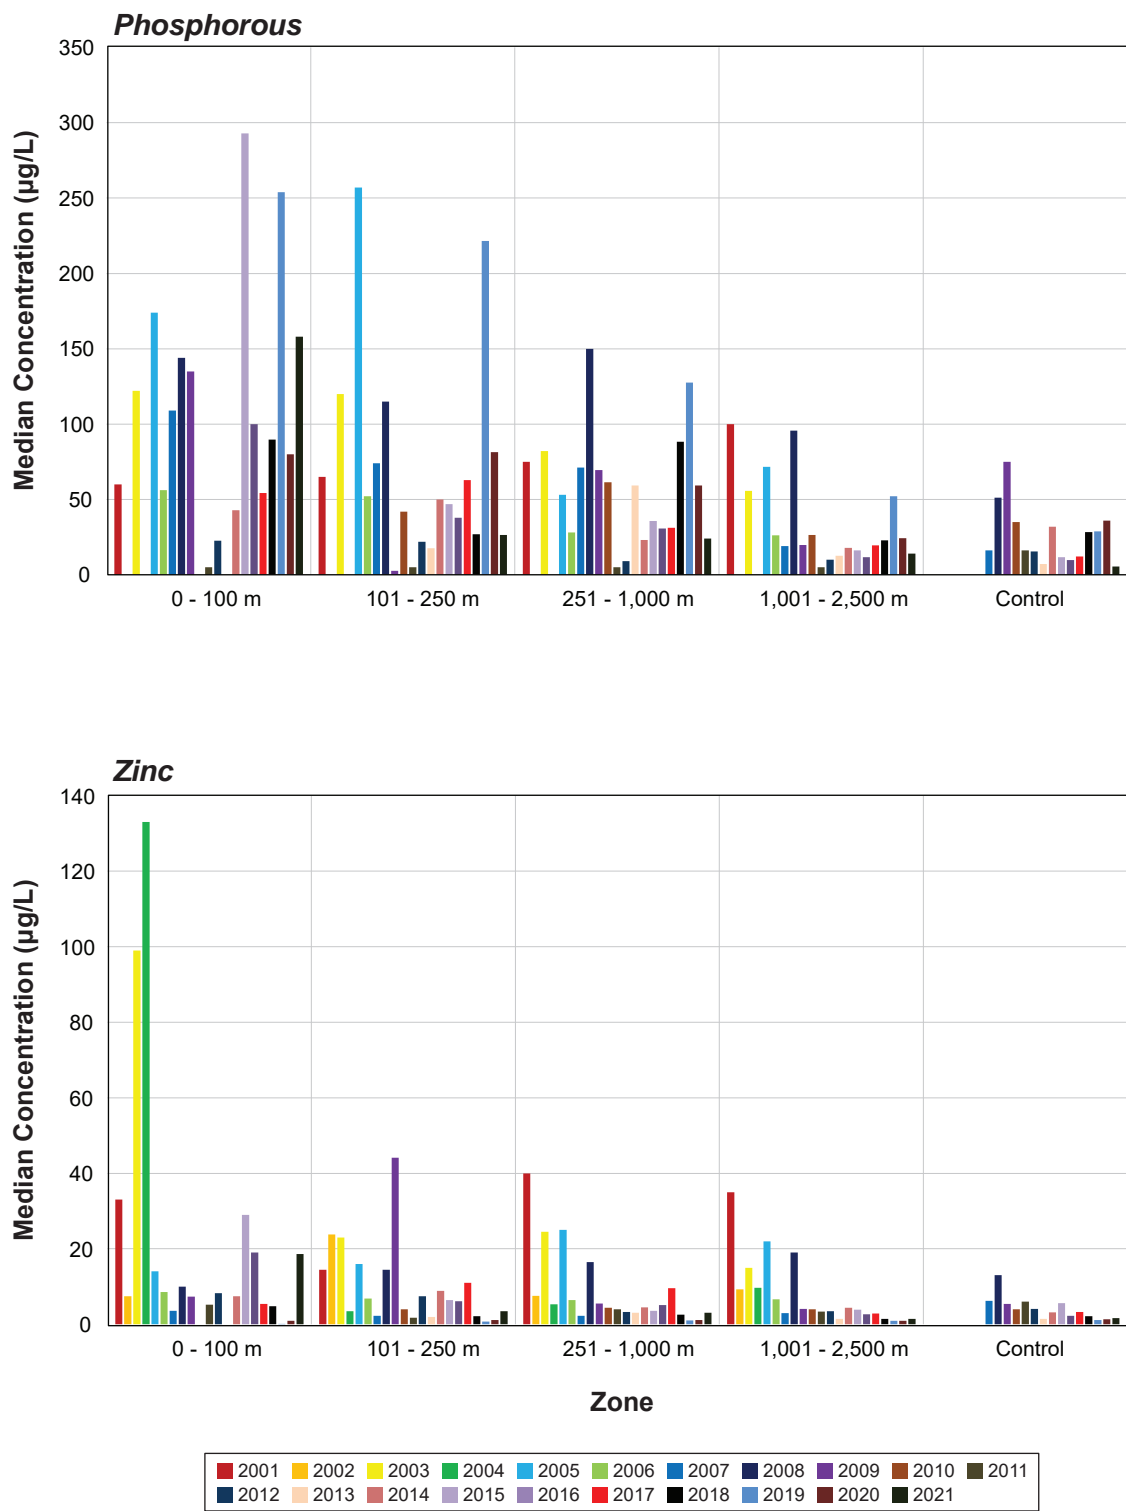 Phosphorous
Median Concentration (µg/L)
350
300
250
200
150
100
50
0
0 - 100 m
101 - 250 m
251 - 1,000 m
1,001 - 2,500 m
Control
Zinc
Median Concentration (µg/L)
140
120
100
80
60
40
20
0
0 - 100 m
101 - 250 m
251 - 1,000 m
1,001 - 2,500 m
Control
Zone
2001 2002 2003 2004 2005 2006 2007 2008 2009 2010 2011
2012 2013 2014 2015 2016 2017 2018 2019 2020 2021